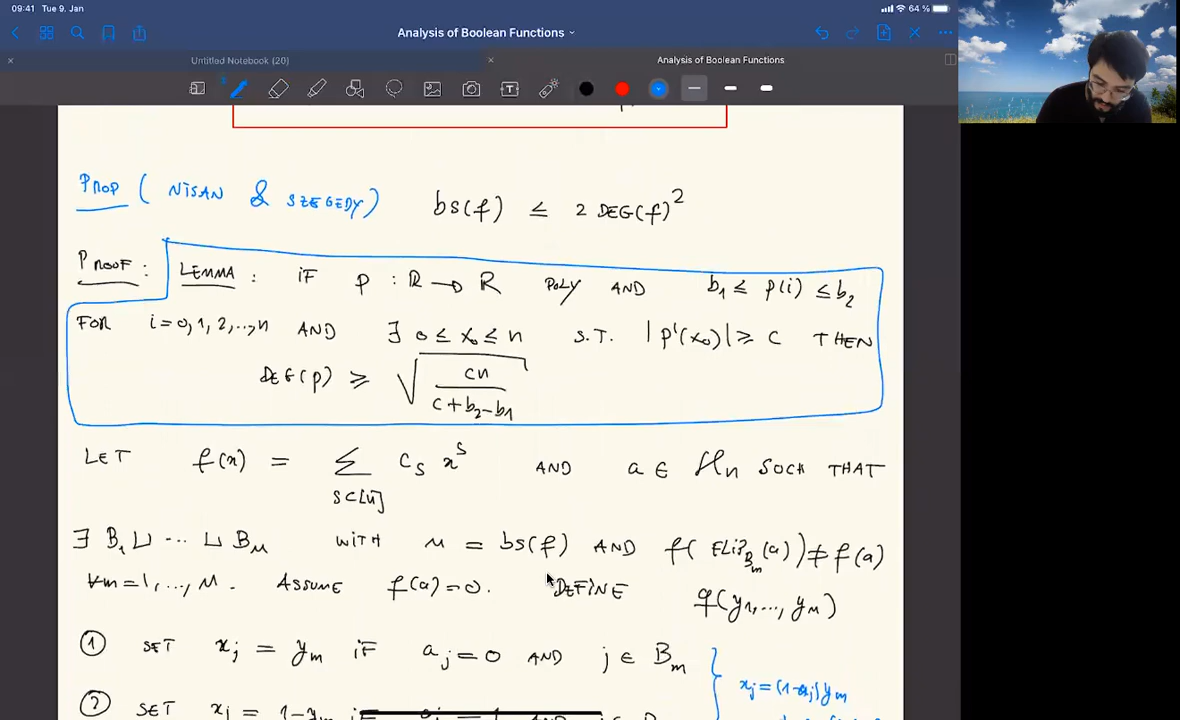 09:41 Tue 9. Jan
64 %
Analysis of Boolean Functions
Untitled Notebook (20)
Analysis of Boolean Functions
PROP ( NISAN & SZEGEDY) bs(f) ≤ 2 DEG(f)²
PROOF : LEMMA : IF p : ℝ → ℝ POLY AND b₁ ≤ p(i) ≤ b₂
FOR i=0,1,2,..,n AND ∃ 0 ≤ x₀ ≤ n S.T. |p'(x₀)| ≥ C THEN
DEG(p) ≥ √(cn / (c+b₂-b₁))
LET f(x) = ∑_{S⊂[n]} C_S x^S AND a ∈ H_n SUCH THAT
∃ B₁ ⊔ ... ⊔ B_M WITH M = bs(f) AND f( FLIP_{B_m}(a)) ≠ f(a)
∀m=1,...,M. ASSUME f(a)=0. DEFINE q(y₁,...,y_M)
① SET x_j = y_m IF a_j = 0 AND j ∈ B_m
x_j = (1-a_j) y_m
② SET x_j = 1-y_m IF